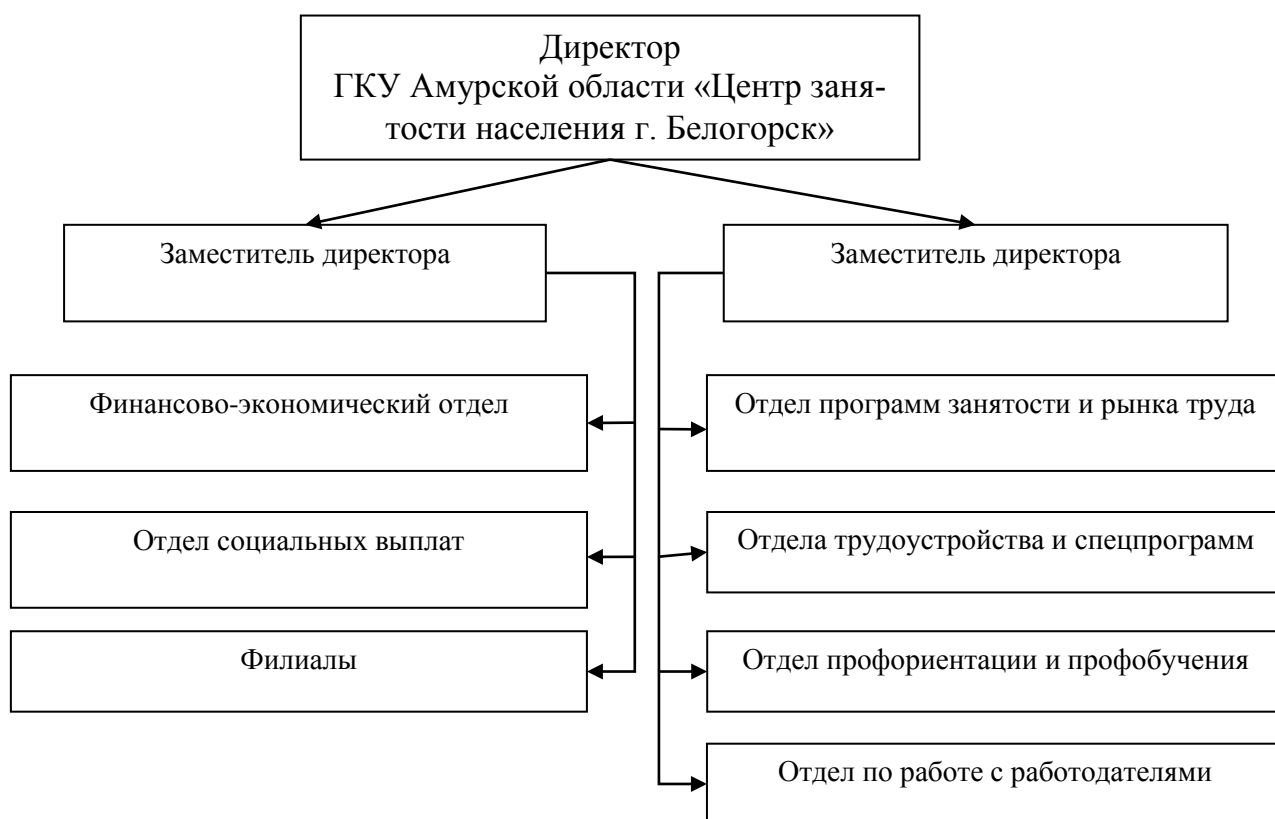 Директор
ГКУ Амурской области «Центр заня-
тости населения г. Белогорск»
Заместитель директора
Заместитель директора
Финансово-экономический отдел
Отдел программ занятости и рынка труда
Отдел социальных выплат
Отдела трудоустройства и спецпрограмм
Филиалы
Отдел профориентации и профобучения
Отдел по работе с работодателями